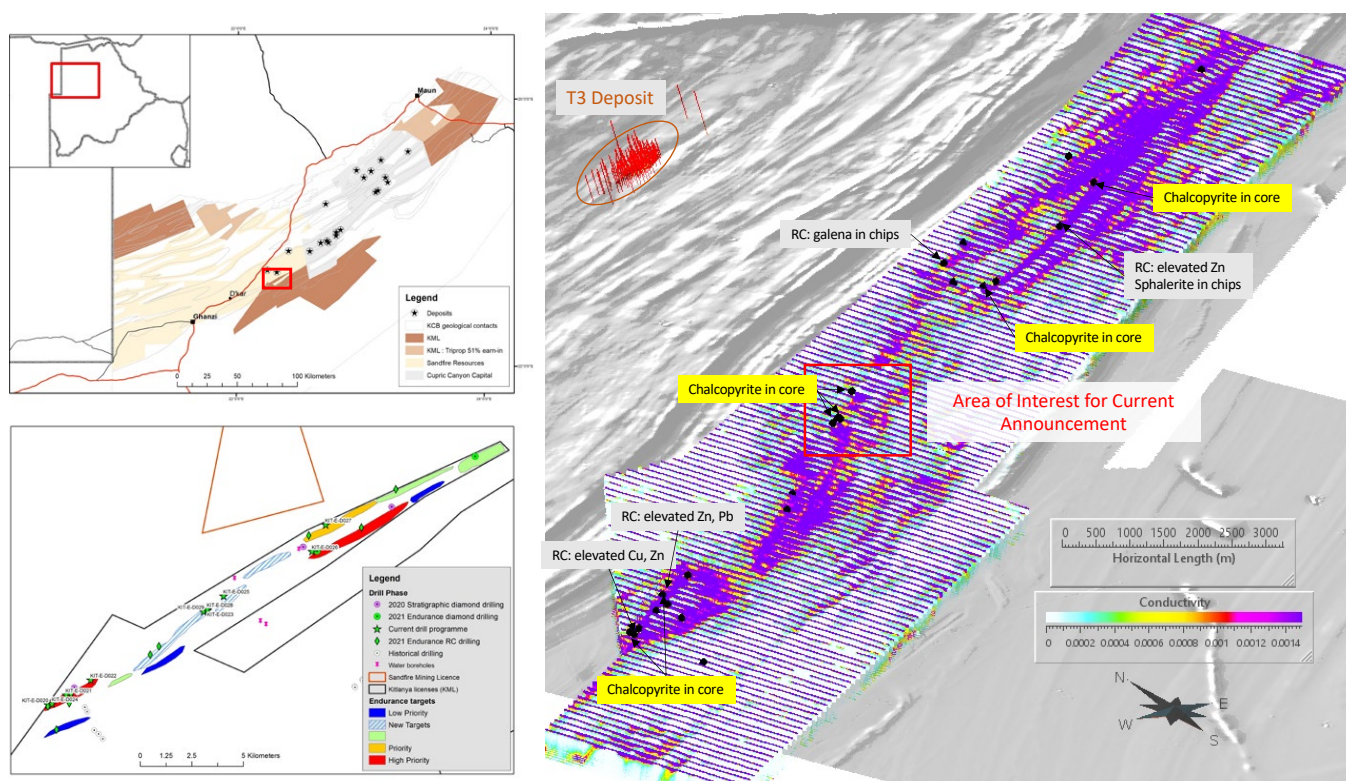 Maun
D'kar
Ghanzi
Legend
Deposits
KCB geological contacts
KML
KML : Triprop 51% earn-in
Sandfire Resources
Cupric Canyon Capital
0 25 50 100 Kilometers
KIT-E-D027
KIT-E-D026
KIT-E-D025
KIT-E-D028
KIT-E-D023
KIT-E-D022
KIT-E-D021
KIT-E-D024
Legend
Drill Phase
2020 Stratigraphic diamond drilling
2021 Endurance diamond drilling
Current drill programme
2021 Endurance RC drilling
Historical drilling
Water boreholes
Sandfire Mining Licence
Kitlanya licenses (KML)
Endurance targets
Low Priority
New Targets
Priority
High Priority
0 1.25 2.5 5 Kilometers
T3 Deposit
Chalcopyrite in core
RC: galena in chips
RC: elevated Zn
Sphalerite in chips
Chalcopyrite in core
Chalcopyrite in core
Area of Interest for Current
Announcement
RC: elevated Zn, Pb
RC: elevated Cu, Zn
Chalcopyrite in core
0 500 1000 1500 2000 2500 3000
Horizontal Length (m)
Conductivity
0 0.0002 0.0004 0.0006 0.0008 0.001 0.0012 0.0014
N
E
W
S